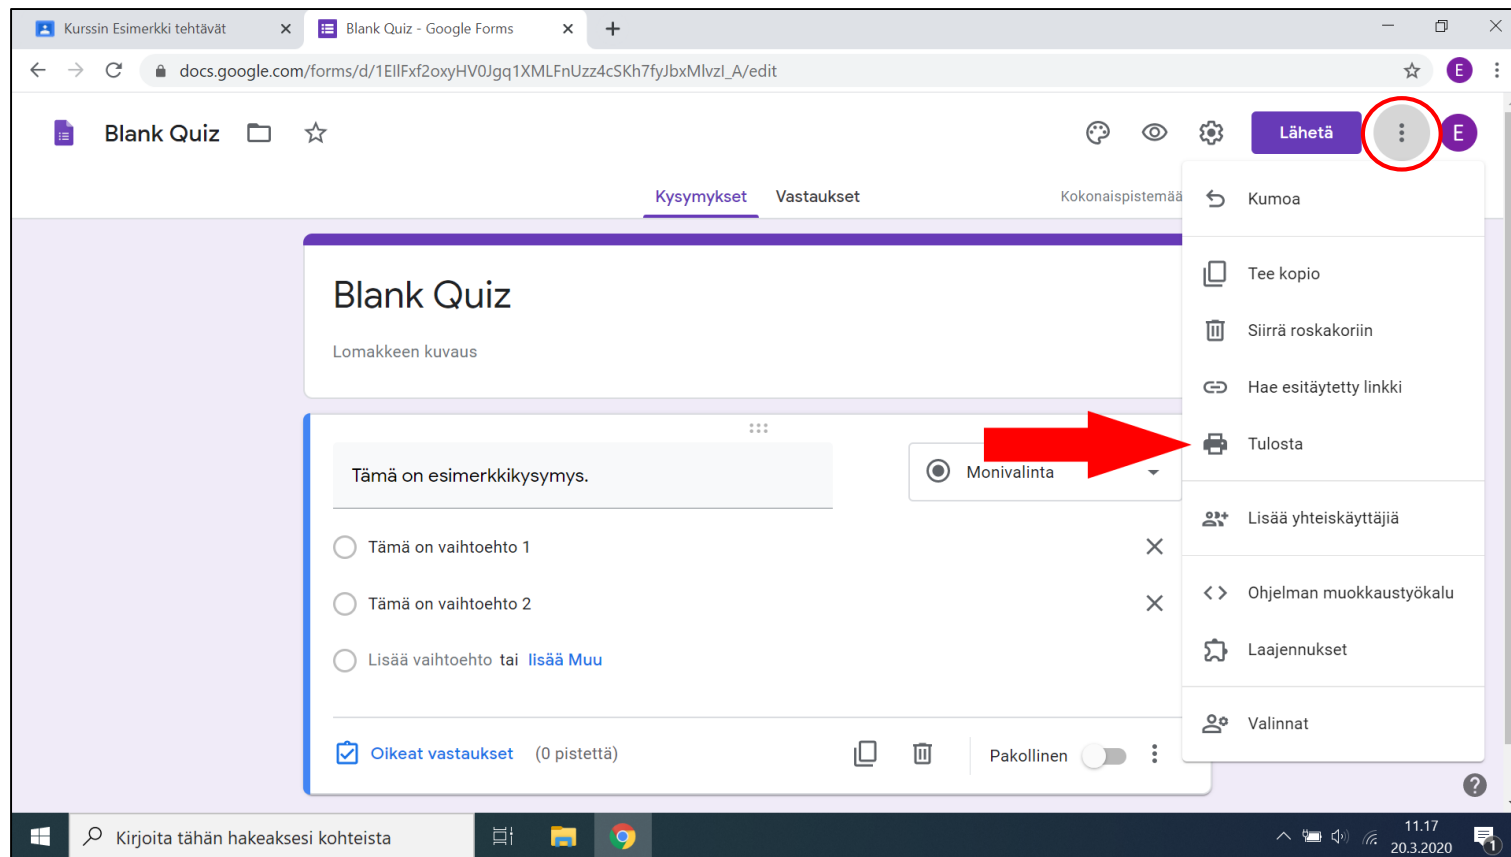 Kurssin Esimerkki tehtävät
Blank Quiz - Google Forms
docs.google.com/forms/d/1EIlFxf2oxyHV0Jgq1XMLFnUzz4cSKh7fyJbxMlvzI_A/edit
E
Blank Quiz
Lähetä
E
Kysymykset
Vastaukset
Kokonaispistemää
Kumoa
Tee kopio
Siirrä roskakoriin
Hae esitäytetty linkki
Tulosta
Lisää yhteiskäyttäjiä
Ohjelman muokkaustyökalu
Laajennukset
Valinnat
Blank Quiz
Lomakkeen kuvaus
Tämä on esimerkkikysymys.
Monivalinta
Tämä on vaihtoehto 1
Tämä on vaihtoehto 2
Lisää vaihtoehto tai lisää Muu
Oikeat vastaukset (0 pistettä)
Pakollinen
Kirjoita tähän hakeaksesi kohteista
11.17
20.3.2020
1